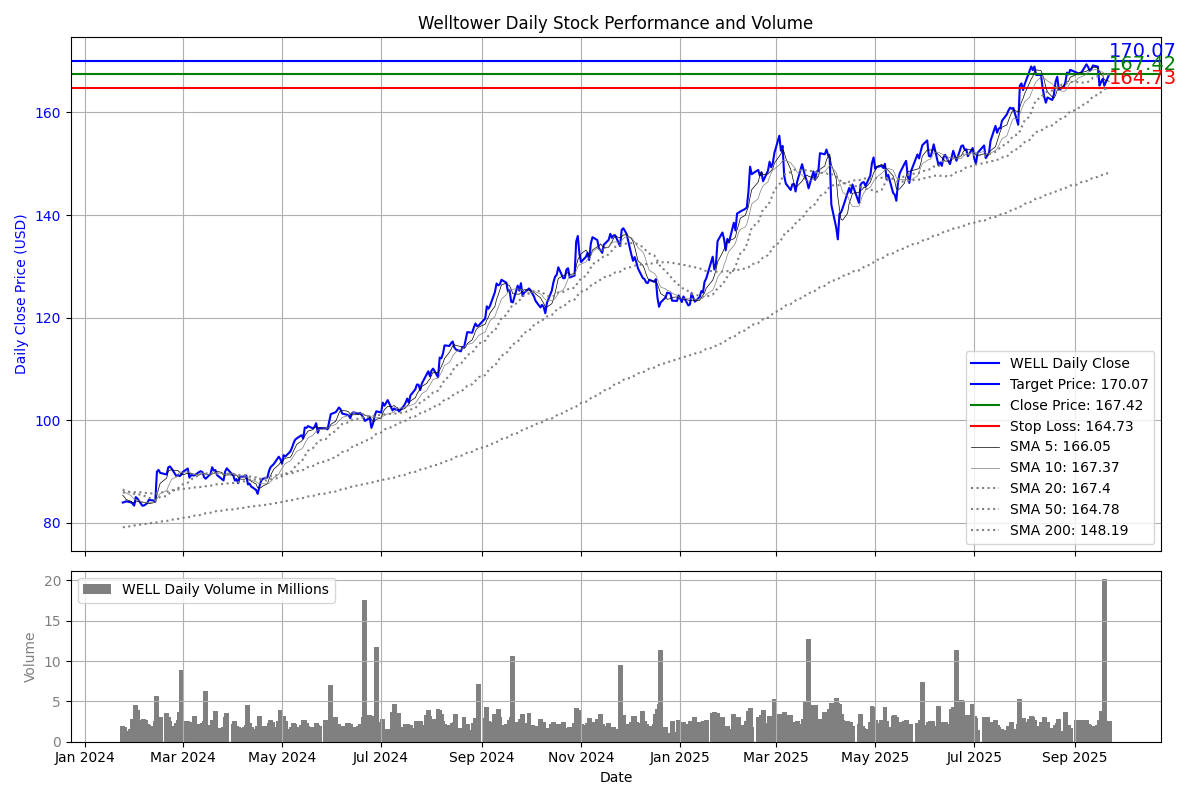 Welltower Daily Stock Performance and Volume
170.07
167.42
164.73
160
140
120
100
80
Daily Close Price (USD)
WELL Daily Close
Target Price: 170.07
Close Price: 167.42
Stop Loss: 164.73
SMA 5: 166.05
SMA 10: 167.37
SMA 20: 167.4
SMA 50: 164.78
SMA 200: 148.19
20
15
10
5
0
Volume
WELL Daily Volume in Millions
Jan 2024 Mar 2024 May 2024 Jul 2024 Sep 2024 Nov 2024 Jan 2025 Mar 2025 May 2025 Jul 2025 Sep 2025
Date